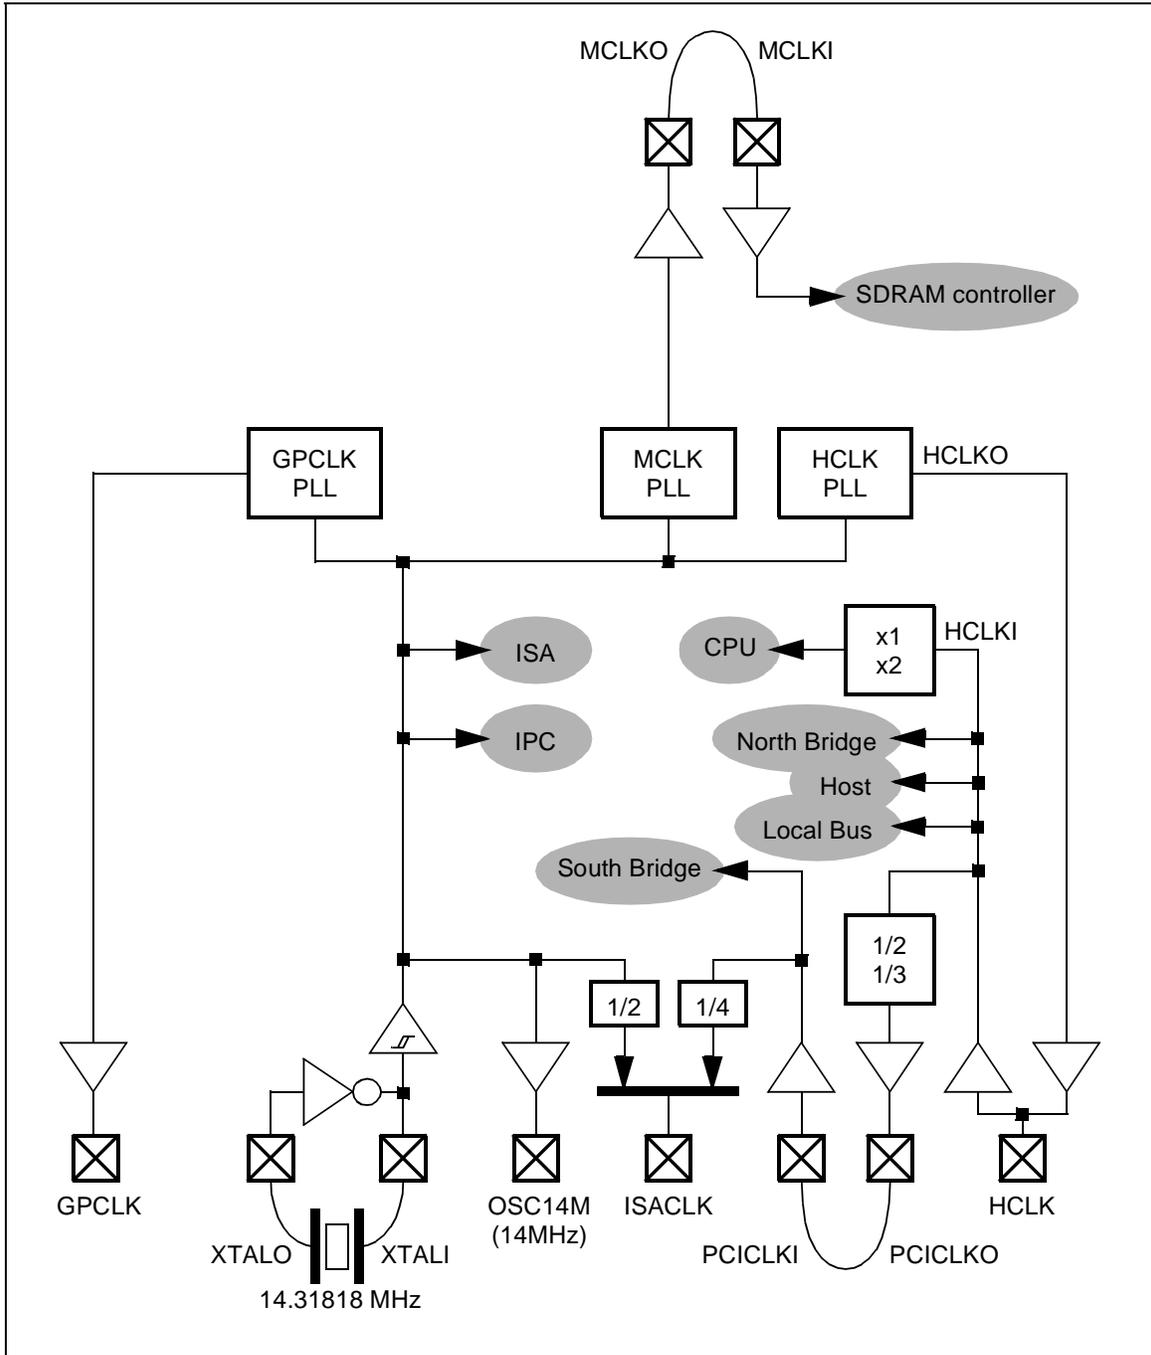 MCLKO
MCLKI
SDRAM controller
GPCLK
PLL
MCLK
PLL
HCLK
PLL
HCLKO
ISA
CPU
x1
x2
HCLKI
IPC
North Bridge
Host
Local Bus
South Bridge
1/2
1/3
1/2
1/4
GPCLK
OSC14M
(14MHz)
ISACLK
HCLK
XTALO
XTALI
PCICLKI
PCICLKO
14.31818 MHz